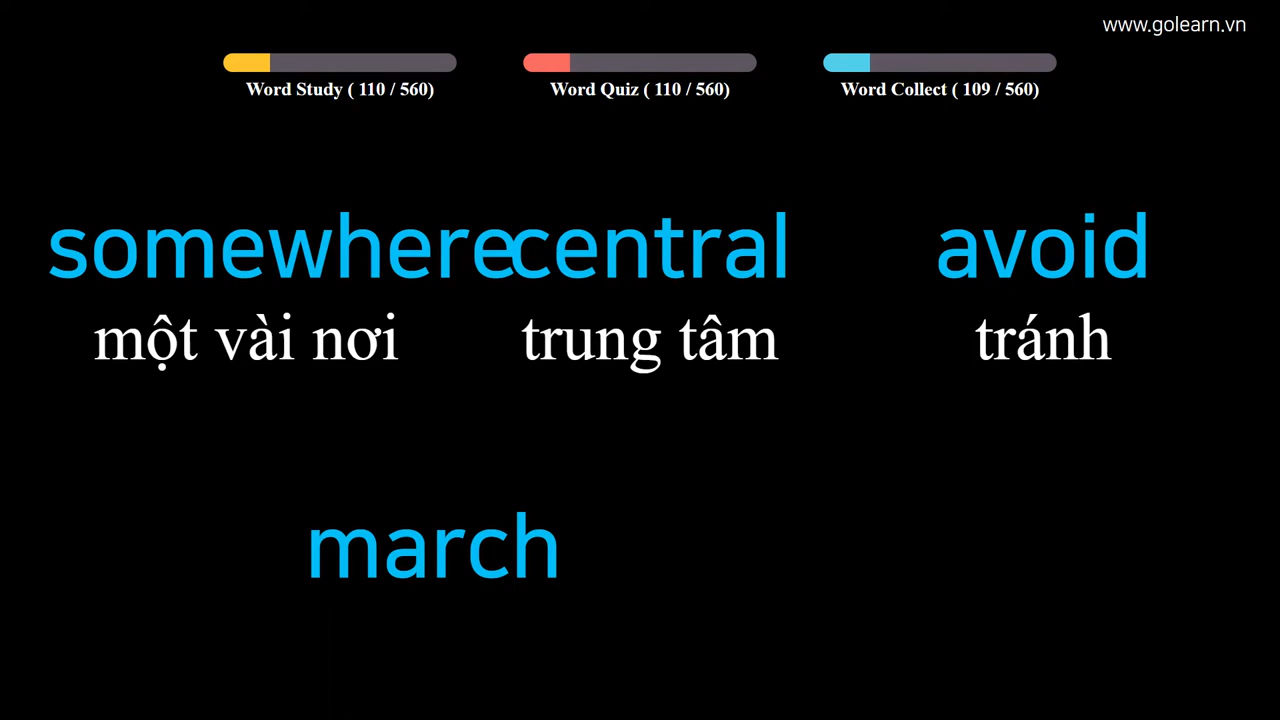 www.golearn.vn
Word Study ( 110 / 560) Word Quiz ( 110 / 560) Word Collect ( 109 / 560)
somewhere central avoid
một vài nơi trung tâm tránh
march